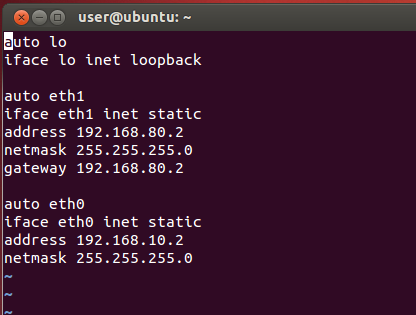 user@ubuntu: ~
auto lo
iface lo inet loopback

auto eth1
iface eth1 inet static
address 192.168.80.2
netmask 255.255.255.0
gateway 192.168.80.2

auto eth0
iface eth0 inet static
address 192.168.10.2
netmask 255.255.255.0
~
~
~